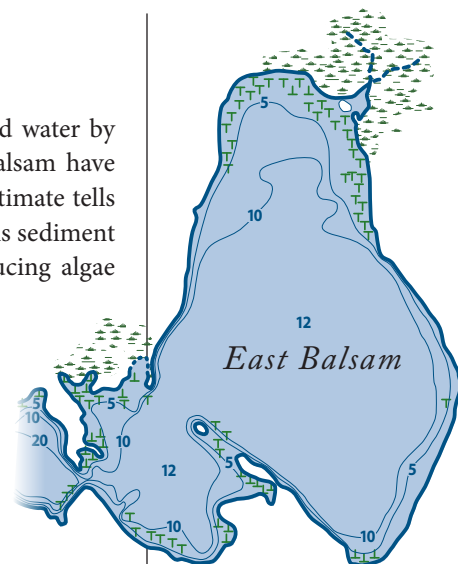 d water by
alsam have
timate tells
s sediment
ucing algae
5
10
12
East Balsam
5
10
20
5
10
12
5
10
5
10